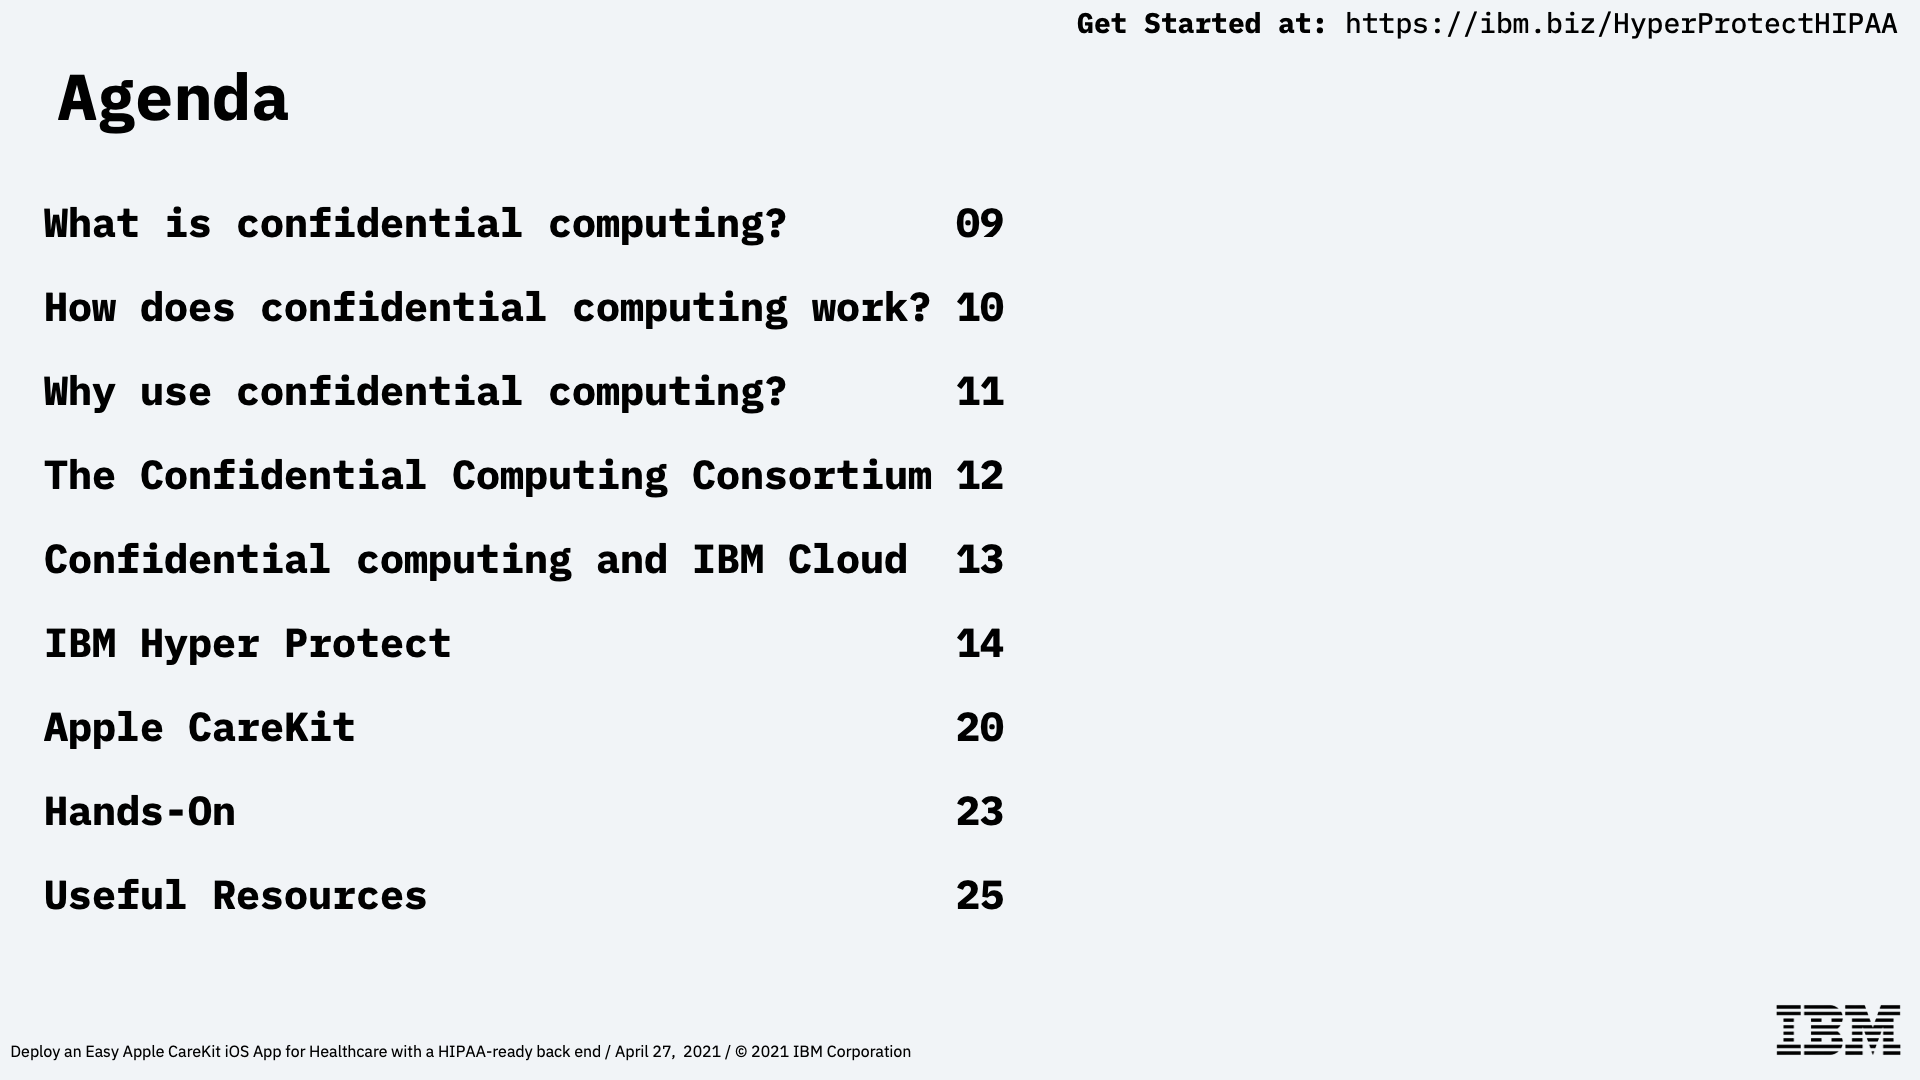 Get Started at: https://ibm.biz/HyperProtectHIPAA
Agenda
What is confidential computing? 09
How does confidential computing work? 10
Why use confidential computing? 11
The Confidential Computing Consortium 12
Confidential computing and IBM Cloud 13
IBM Hyper Protect 14
Apple CareKit 20
Hands-On 23
Useful Resources 25
Deploy an Easy Apple CareKit iOS App for Healthcare with a HIPAA-ready back end / April 27, 2021 / © 2021 IBM Corporation
IBM